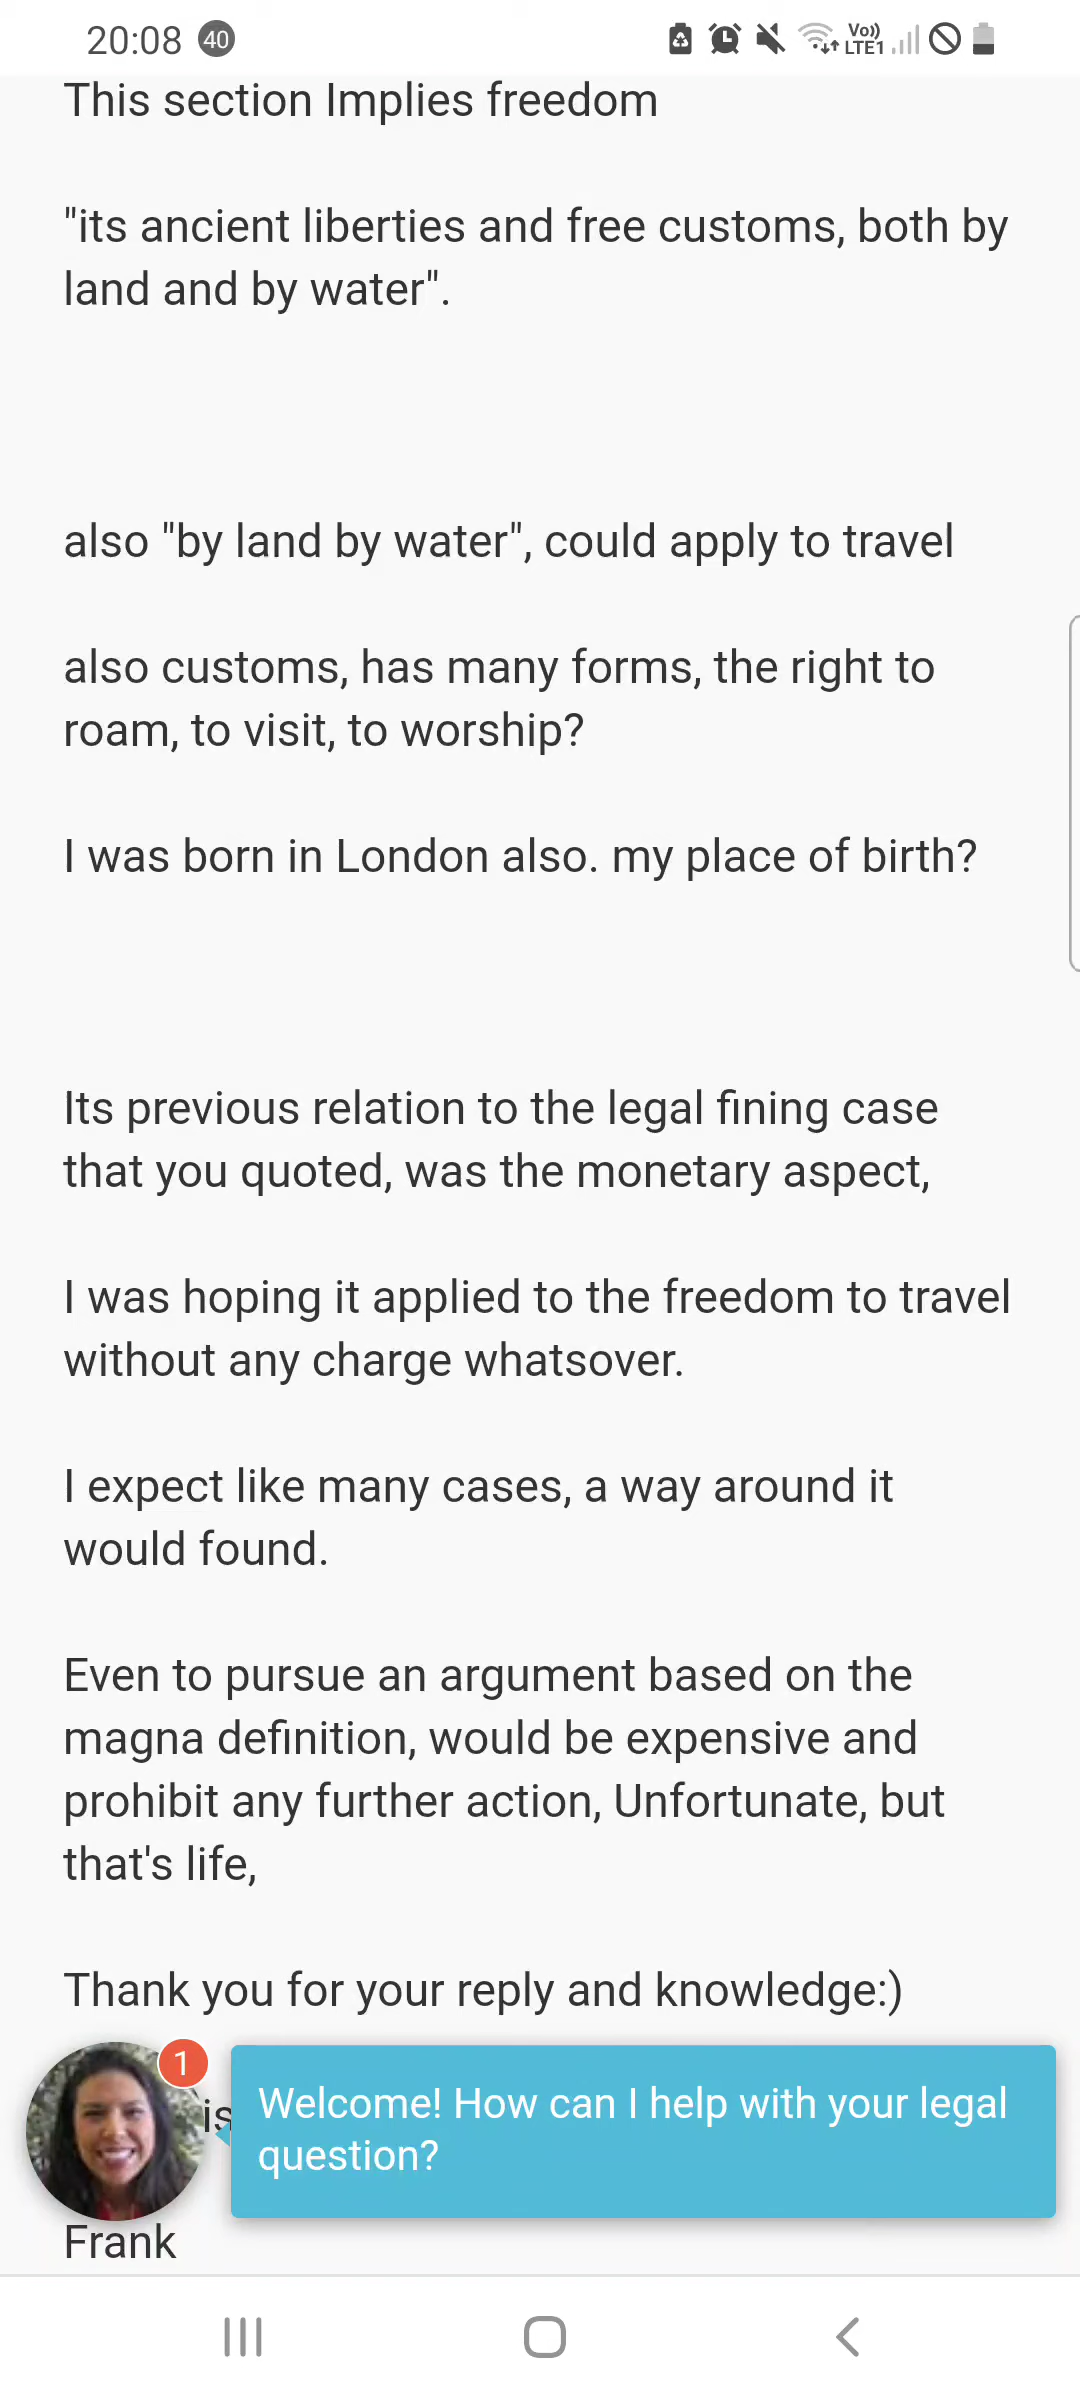 20:08 40 Vo)) LTE1
This section Implies freedom
"its ancient liberties and free customs, both by
land and by water".
also "by land by water", could apply to travel
also customs, has many forms, the right to
roam, to visit, to worship?
I was born in London also. my place of birth?
Its previous relation to the legal fining case
that you quoted, was the monetary aspect,
I was hoping it applied to the freedom to travel
without any charge whatsover.
I expect like many cases, a way around it
would found.
Even to pursue an argument based on the
magna definition, would be expensive and
prohibit any further action, Unfortunate, but
that's life,
Thank you for your reply and knowledge:)
1
Welcome! How can I help with your legal
question?
Frank